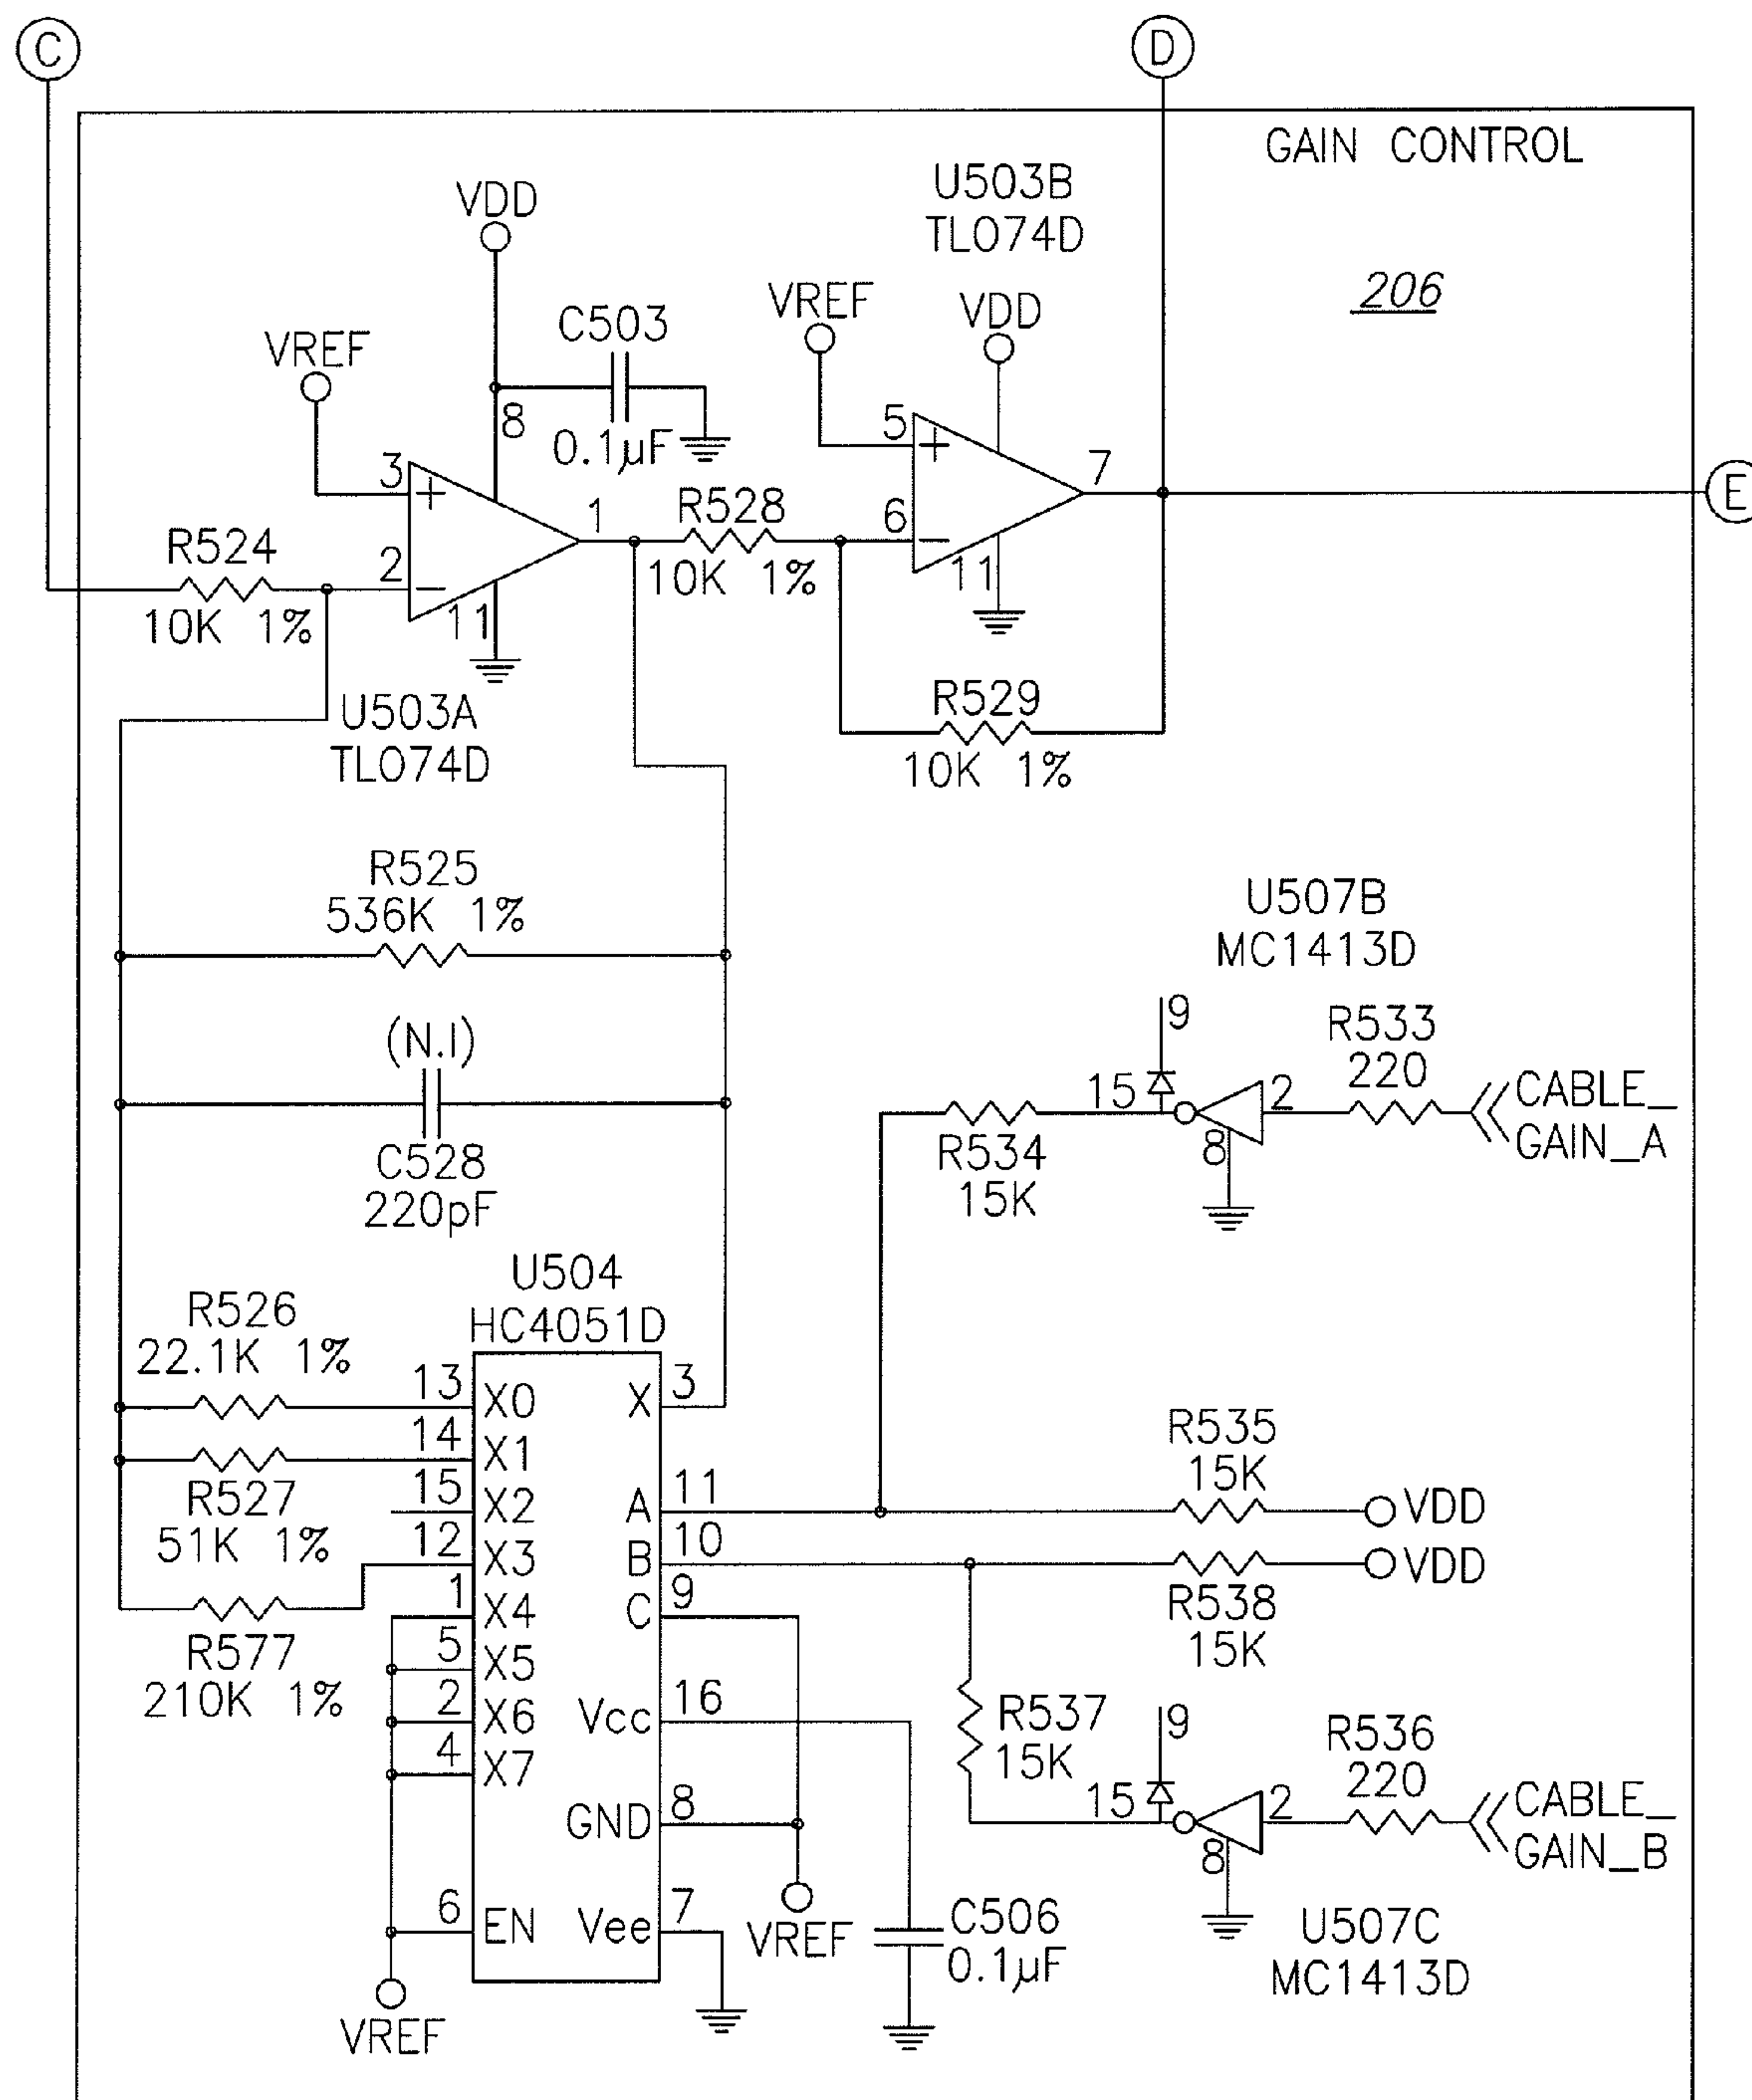 C
D
GAIN CONTROL
206
U503B
TL074D
VDD
VREF
VDD
C503
0.1µF
VREF
8
3
+
2
−
11
1
R524
10K 1%
U503A
TL074D
R528
10K 1%
5
+
6
−
11
7
E
R529
10K 1%
R525
536K 1%
(N.I)
C528
220pF
U507B
MC1413D
9
15
2
8
R533
220
CABLE_
GAIN_A
R534
15K
U504
HC4051D
R526
22.1K 1%
R527
51K 1%
R577
210K 1%
13 X0
14 X1
15 X2
12 X3
1 X4
5 X5
2 X6
4 X7
6 EN
X 3
A 11
B 10
C 9
Vcc 16
GND 8
Vee 7
R535
15K
VDD
VDD
R538
15K
R537
15K
9
15
2
8
R536
220
CABLE_
GAIN_B
U507C
MC1413D
VREF
C506
0.1µF
VREF